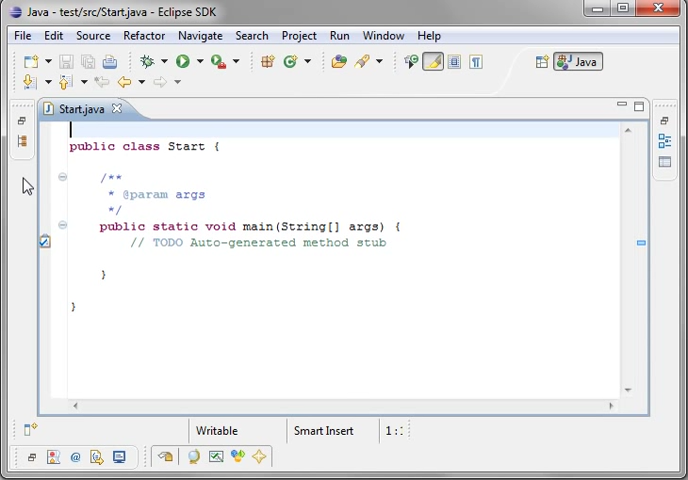 Java - test/src/Start.java - Eclipse SDK
File Edit Source Refactor Navigate Search Project Run Window Help
Java
Start.java
public class Start {
/**
* @param args
*/
public static void main(String[] args) {
// TODO Auto-generated method stub
}
}
Writable Smart Insert 1: